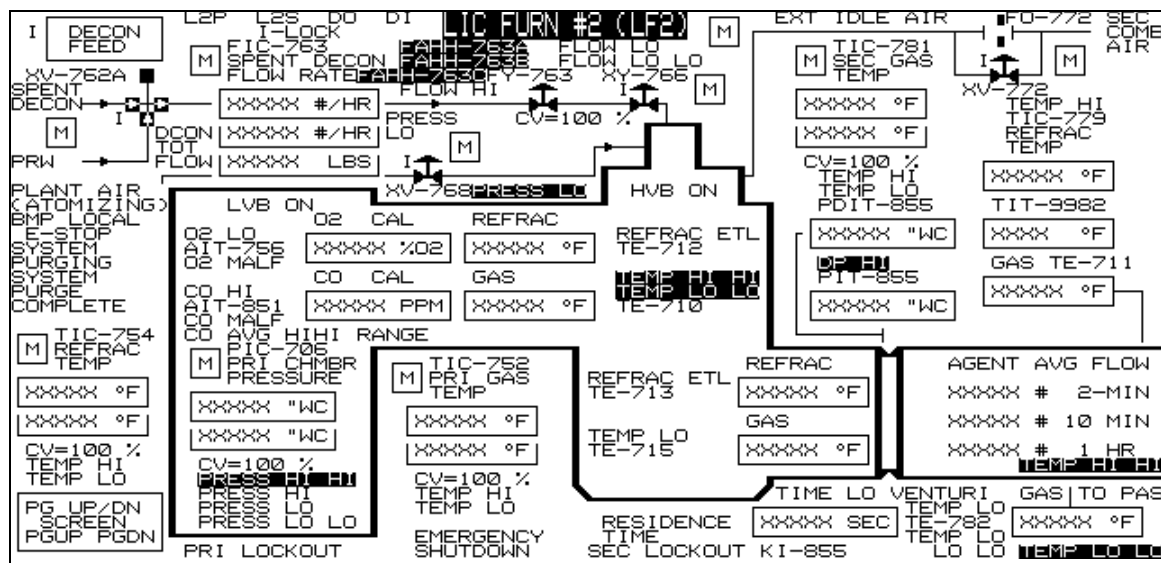 L2P L2S DO DI LIC FURN #2 (LF2) EXT IDLE AIR FO-772 SEC
I DECON FEED I-LOCK COMB AIR
M FIC-763 FAHH-763A FLOW LO M TIC-781 M
SPENT DECON FAHH-763B FLOW LO LO SEC GAS
FLOW RATE FAHH-763C FY-763 XY-766 TEMP
XV-762A FLOW HI I M I XV-772
SPENT DECON XXXXX #/HR CV=100 % XXXXX °F TEMP HI
I TIC-779
M DCON XXXXX #/HR PRESS LO XXXXX °F REFRAC
TOT M TEMP
PRW FLOW XXXXX LBS I CV=100 %
TEMP HI XXXXX °F
PLANT AIR XV-768 PRESS LO HVB ON TEMP LO
(ATOMIZING) LVB ON PDIT-855 TIT-9982
BMP LOCAL O2 CAL REFRAC
E-STOP O2 LO XXXXX %O2 XXXXX °F REFRAC ETL XXXXX "WC XXXXX °F
SYSTEM AIT-756 TE-712
PURGING O2 MALF DP HI GAS TE-711
SYSTEM CO CAL GAS TEMP HI HI PIT-855
PURGE CO HI TEMP LO LO XXXXX °F
COMPLETE AIT-851 XXXXX PPM XXXXX °F TE-710 XXXXX "WC
CO MALF
CO AVG HIHI RANGE
M TIC-754 M PIC-706 M TIC-752
REFRAC PRI CHMBR PRI GAS REFRAC AGENT AVG FLOW
TEMP PRESSURE TEMP REFRAC ETL
XXXXX °F XXXXX "WC XXXXX °F TE-713 XXXXX °F XXXXX # 2-MIN
XXXXX °F XXXXX "WC XXXXX °F GAS XXXXX # 10 MIN
CV=100 % CV=100 % CV=100 % TEMP LO XXXXX °F XXXXX # 1 HR
TEMP HI PRESS HI HI TEMP HI TE-715 TEMP HI HI
TEMP LO PRESS HI TEMP LO
PG UP/DN PRESS LO TIME LO VENTURI GAS TO PAS
SCREEN PRESS LO LO RESIDENCE XXXXX SEC TEMP LO XXXXX °F
PGUP PGDN EMERGENCY TIME TE-782
TEMP LO
PRI LOCKOUT SHUTDOWN SEC LOCKOUT KI-855 LO LO TEMP LO LO